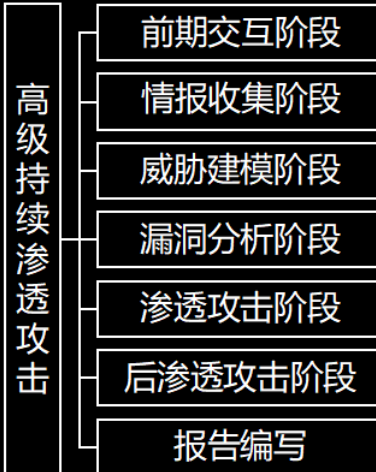 高级持续渗透攻击
前期交互阶段
情报收集阶段
威胁建模阶段
漏洞分析阶段
渗透攻击阶段
后渗透攻击阶段
报告编写